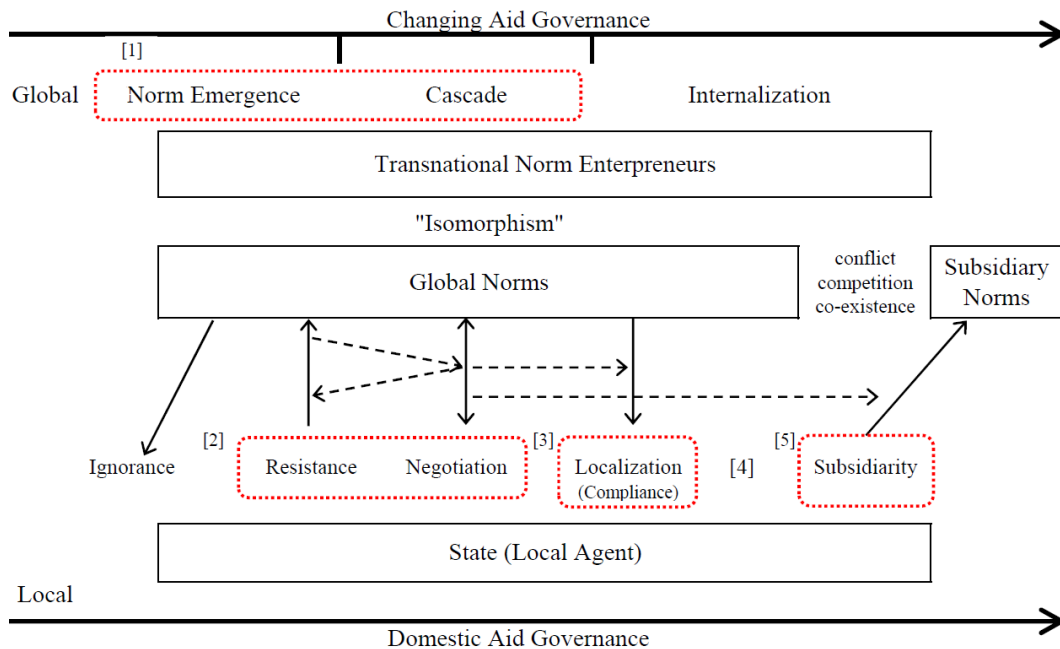 Changing Aid Governance
[1]
Global Norm Emergence Cascade Internalization
Transnational Norm Enterpreneurs
"Isomorphism"
Global Norms
conflict
competition
co-existence
Subsidiary
Norms
[2] [3] [4] [5]
Ignorance Resistance Negotiation Localization Subsidiarity
(Compliance)
State (Local Agent)
Local
Domestic Aid Governance